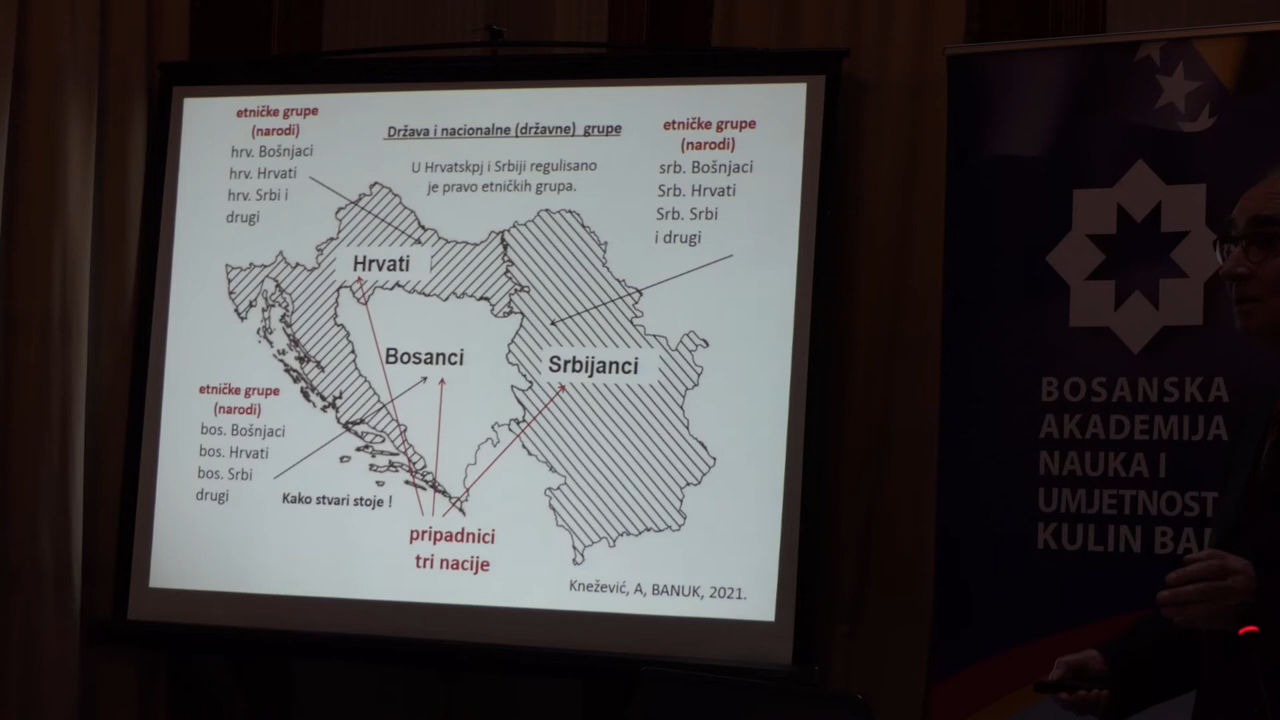 etničke grupe
(narodi)
hrv. Bošnjaci
hrv. Hrvati
hrv. Srbi i
drugi
Država i nacionalne (državne) grupe
U Hrvatskpj i Srbiji regulisano
je pravo etničkih grupa.
etničke grupe
(narodi)
srb. Bošnjaci
Srb. Hrvati
Srb. Srbi
i drugi
Hrvati
Bosanci
Srbijanci
etničke grupe
(narodi)
bos. Bošnjaci
bos. Hrvati
bos. Srbi
drugi
Kako stvari stoje !
pripadnici
tri nacije
Knežević, A, BANUK, 2021.
BOSANSKA
AKADEMIJA
NAUKA I
UMJETNOST
KULIN BA